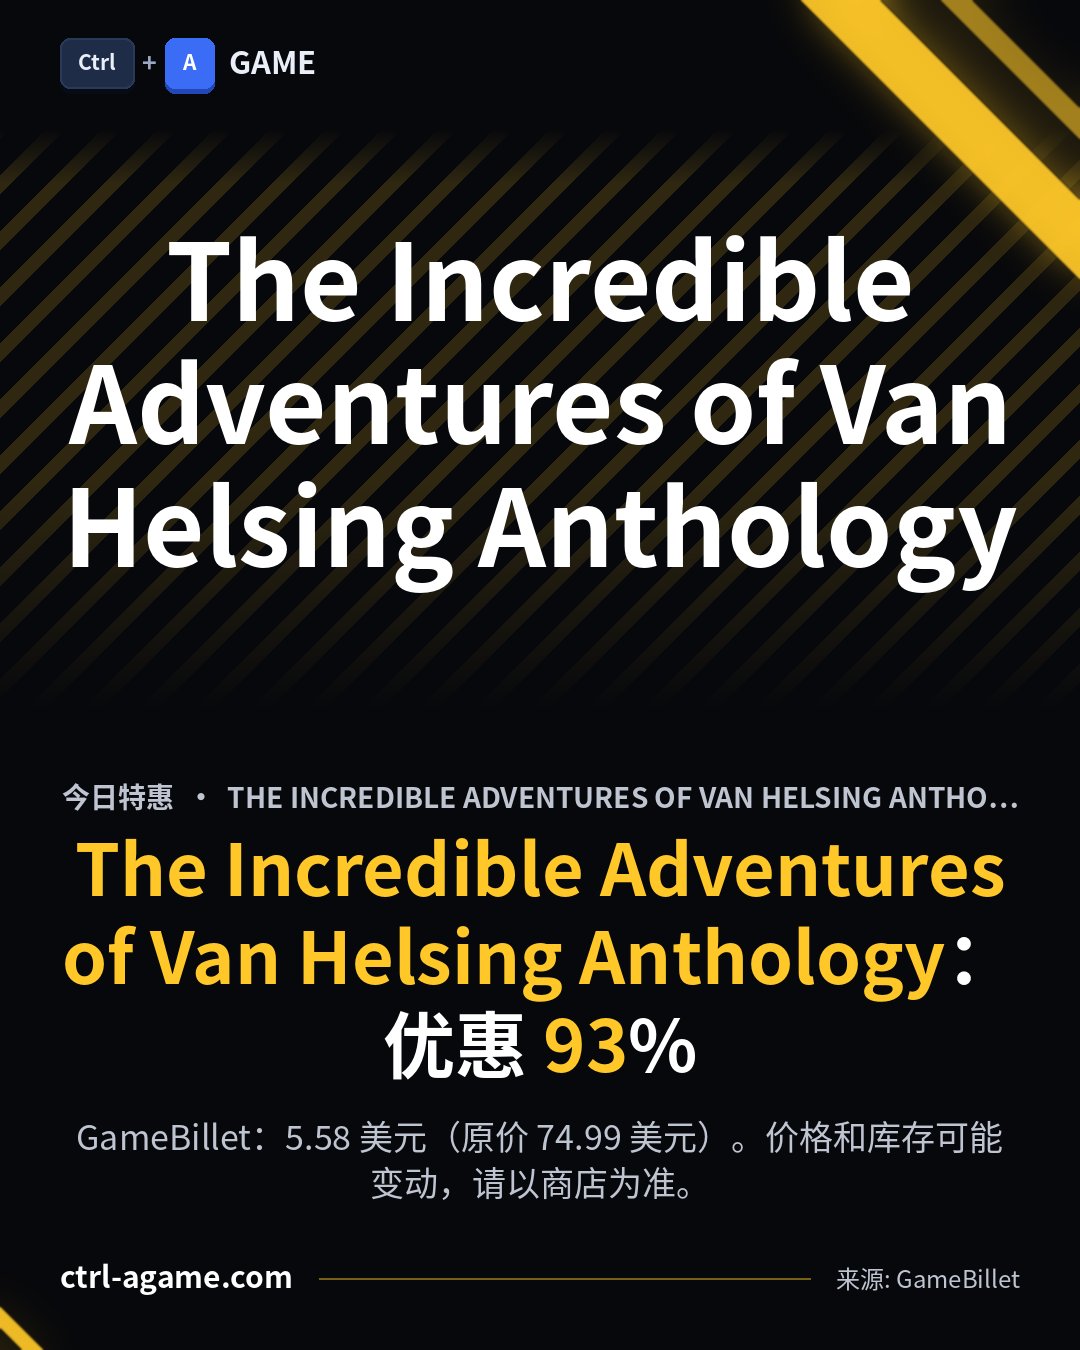 Ctrl + A GAME
The Incredible
Adventures of Van
Helsing Anthology
今日特惠 • THE INCREDIBLE ADVENTURES OF VAN HELSING ANTHO…
The Incredible Adventures
of Van Helsing Anthology：
优惠 93%
GameBillet：5.58 美元（原价 74.99 美元）。价格和库存可能
变动，请以商店为准。
ctrl-agame.com
来源: GameBillet